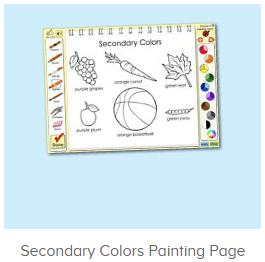 Secondary Colors
purple grapes
orange carrot
green leaf
purple plum
orange basketball
green peas
Done
Secondary Colors Painting Page